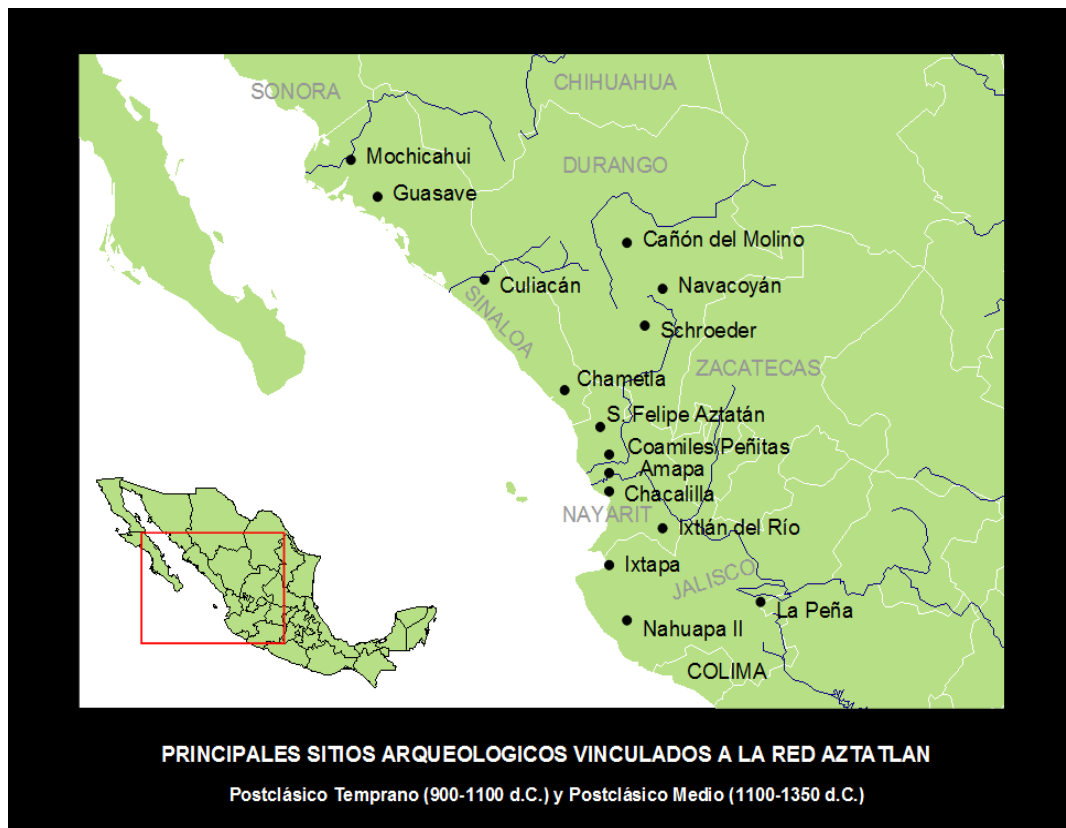 SONORA
CHIHUAHUA
Mochicahui
DURANGO
Guasave
Cañón del Molino
Culiacán
Navacoyán
SINALOA
Schroeder
ZACATECAS
Chametla
S. Felipe Aztatán
Coamiles/Peñitas
Amapa
Chacalilla
NAYARIT
Ixtlán del Río
Ixtapa
JALISCO
La Peña
Nahuapa II
COLIMA
PRINCIPALES SITIOS ARQUEOLOGICOS VINCULADOS A LA RED AZTATLAN
Postclásico Temprano (900-1100 d.C.) y Postclásico Medio (1100-1350 d.C.)